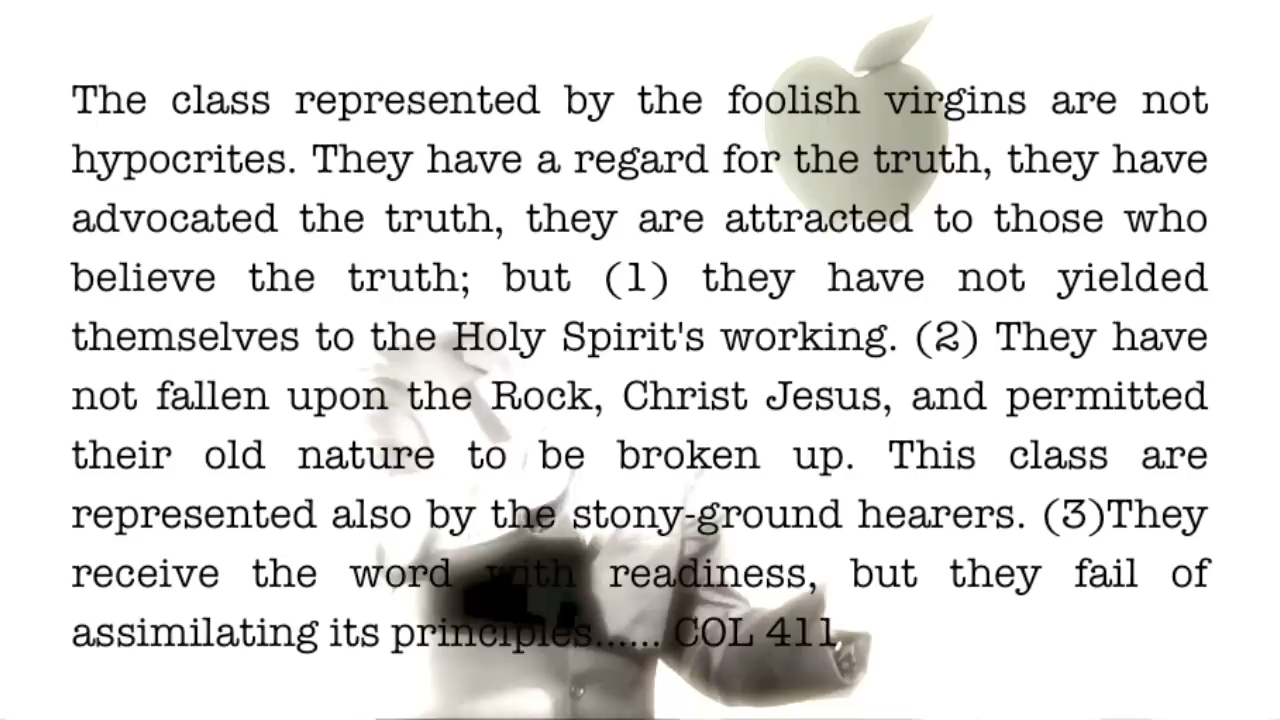 The class represented by the foolish virgins are not
hypocrites. They have a regard for the truth, they have
advocated the truth, they are attracted to those who
believe the truth; but (1) they have not yielded
themselves to the Holy Spirit's working. (2) They have
not fallen upon the Rock, Christ Jesus, and permitted
their old nature to be broken up. This class are
represented also by the stony-ground hearers. (3)They
receive the word with readiness, but they fail of
assimilating its principles...... COL 411